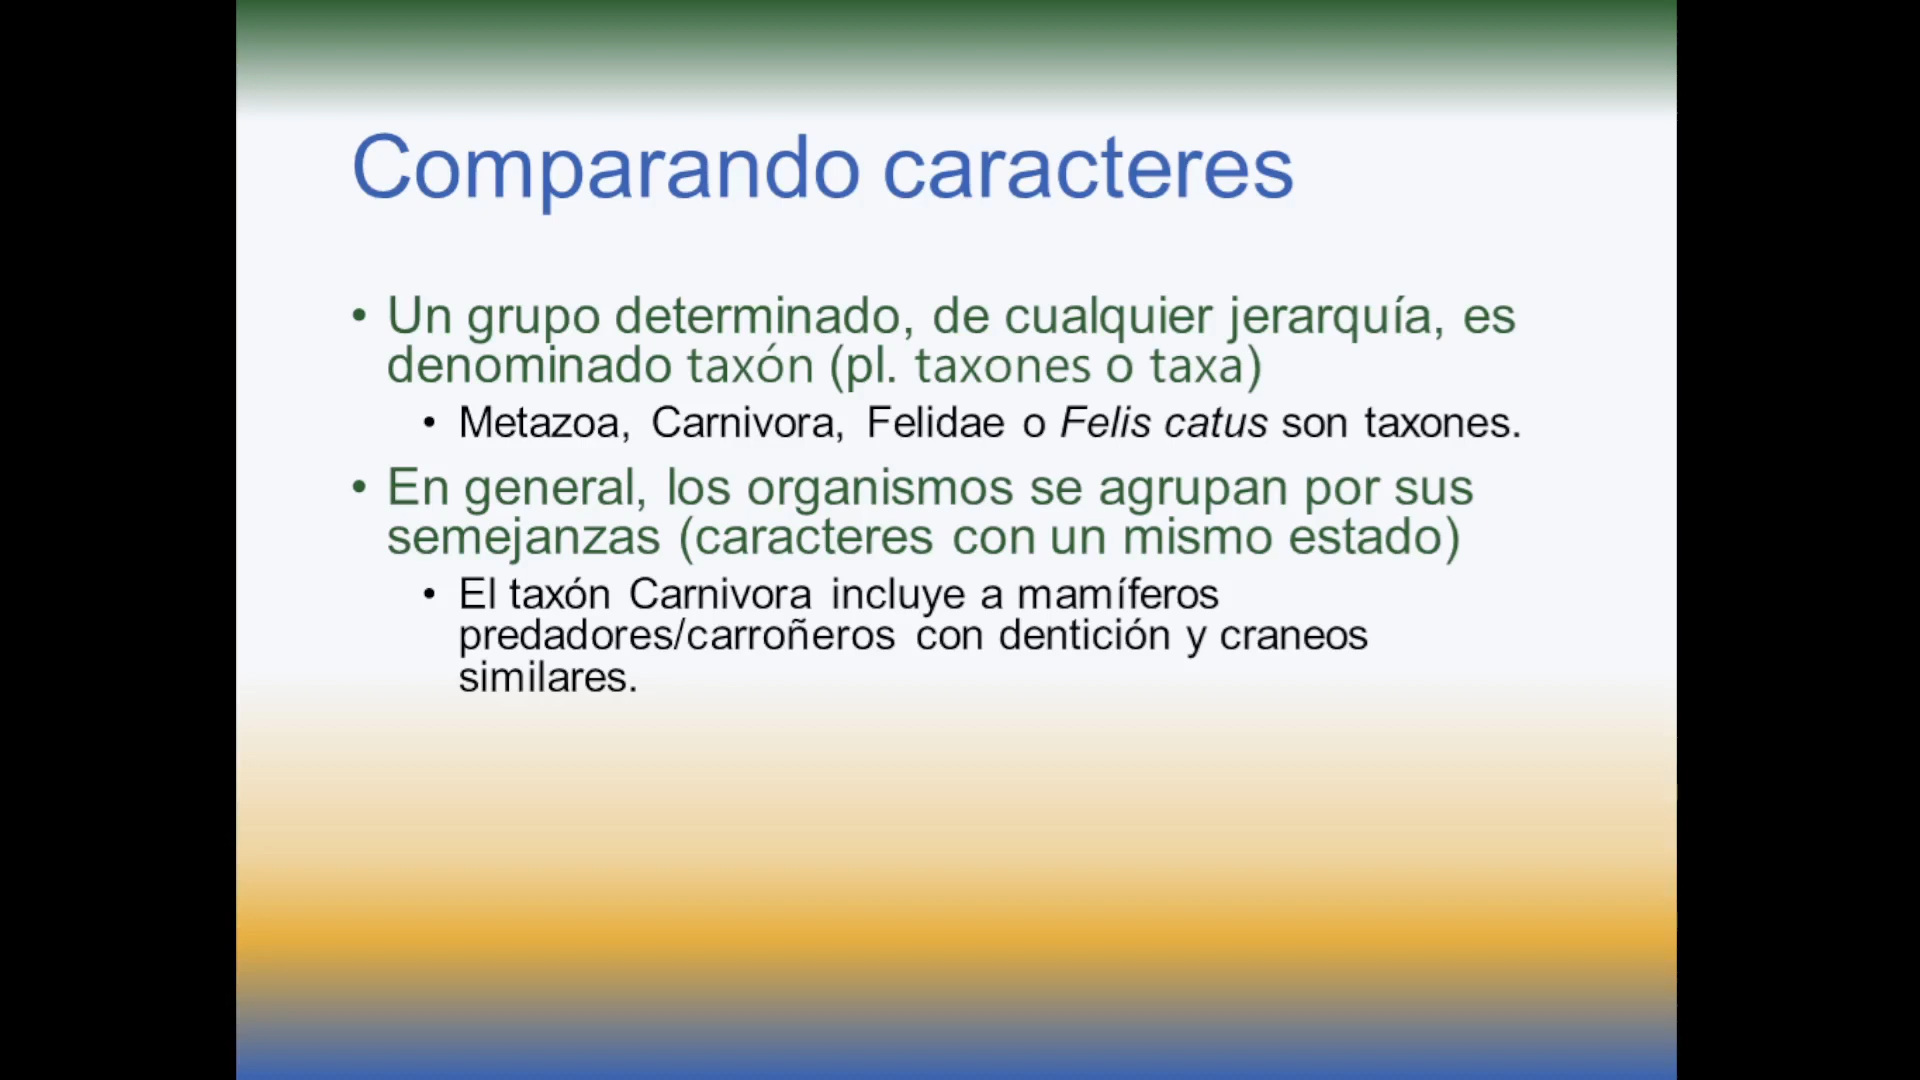 Comparando caracteres
• Un grupo determinado, de cualquier jerarquía, es
denominado taxón (pl. taxones o taxa)
• Metazoa, Carnivora, Felidae o Felis catus son taxones.
• En general, los organismos se agrupan por sus
semejanzas (caracteres con un mismo estado)
• El taxón Carnivora incluye a mamíferos
predadores/carroñeros con dentición y craneos
similares.